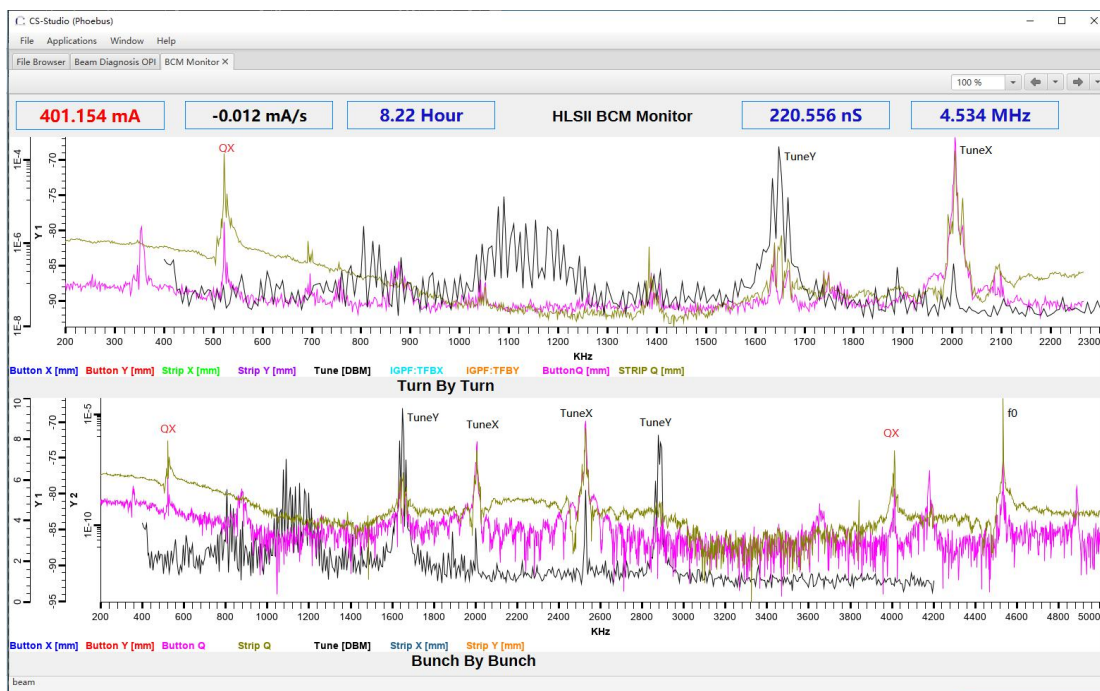 CS-Studio (Phoebus)
File Applications Window Help
File Browser Beam Diagnosis OPI BCM Monitor
100 %
401.154 mA -0.012 mA/s 8.22 Hour HLSII BCM Monitor 220.556 nS 4.534 MHz
QX TuneY TuneX
1E-4 1E-6 1E-8
Y 1
-70 -75 -80 -85 -90
200 300 400 500 600 700 800 900 1000 1100 1200 1300 1400 1500 1600 1700 1800 1900 2000 2100 2200 2300
KHz
Button X [mm] Button Y [mm] Strip X [mm] Strip Y [mm] Tune [DBM] IGPF:TFBX IGPF:TFBY ButtonQ [mm] STRIP Q [mm]
Turn By Turn
QX TuneY TuneX TuneX TuneY QX f0
10 8 6 4 2 0
Y 1
-70 -75 -80 -85 -90 -95
Y 2
1E-5 1E-10
200 400 600 800 1000 1200 1400 1600 1800 2000 2200 2400 2600 2800 3000 3200 3400 3600 3800 4000 4200 4400 4600 4800 5000
KHz
Button X [mm] Button Y [mm] Button Q Strip Q Tune [DBM] Strip X [mm] Strip Y [mm]
Bunch By Bunch
beam